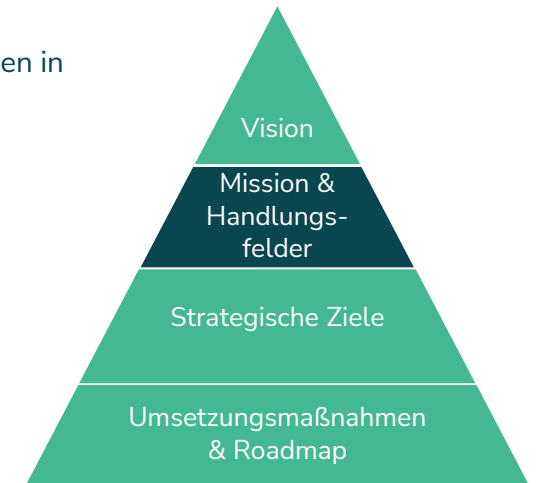 en in
Vision
Mission &
Handlungs-
felder
Strategische Ziele
Umsetzungsmaßnahmen
& Roadmap